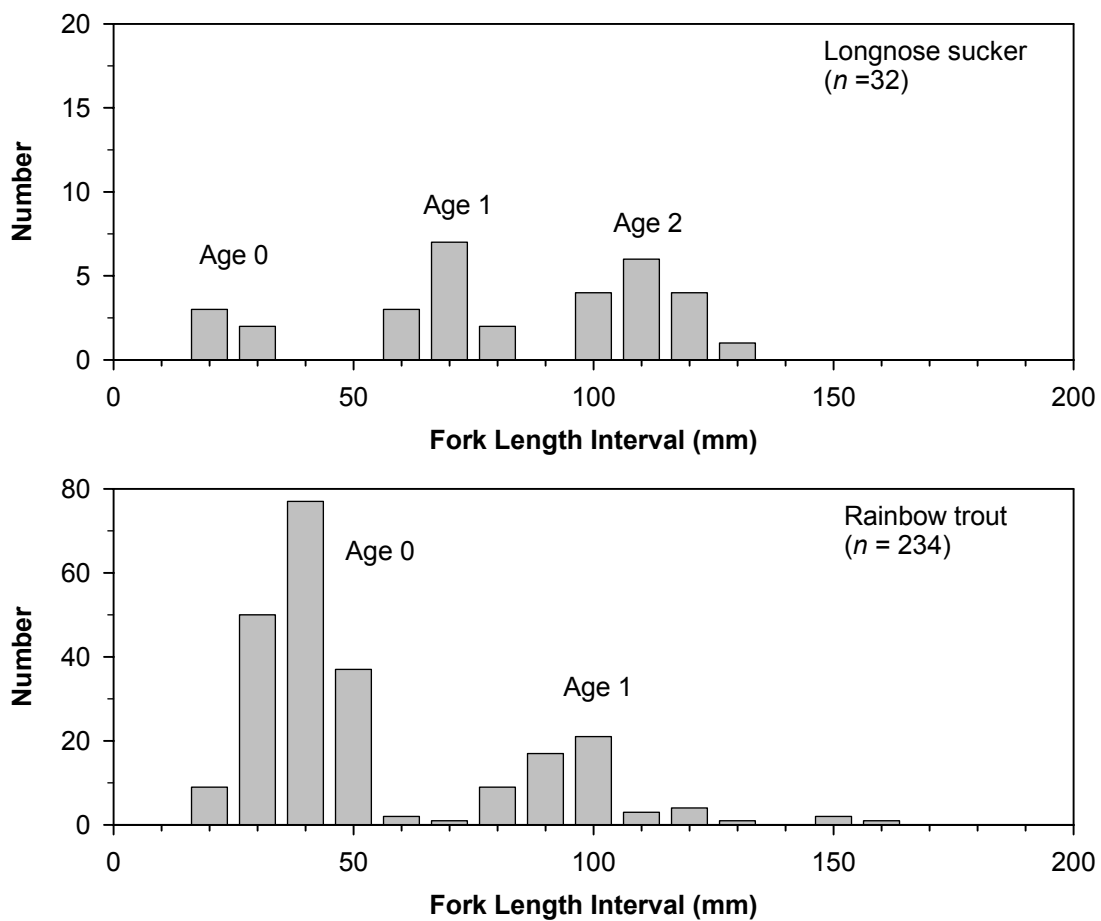 20
Longnose sucker
(n =32)
15
Number
10
Age 1
Age 2
Age 0
5
0
0 50 100 150 200
Fork Length Interval (mm)
80
Rainbow trout
(n = 234)
Age 0
60
Number
40
Age 1
20
0
0 50 100 150 200
Fork Length Interval (mm)